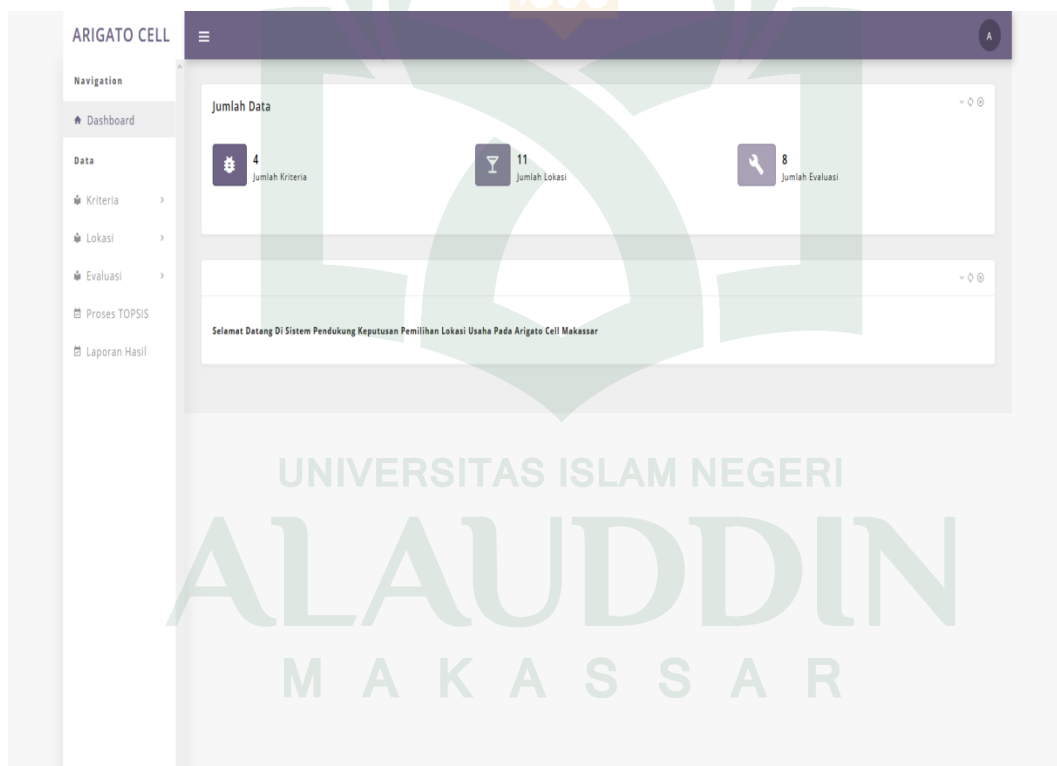 ARIGATO CELL
A
Navigation
Dashboard
Data
Kriteria
Lokasi
Evaluasi
Proses TOPSIS
Laporan Hasil
Jumlah Data
4
Jumlah Kriteria
11
Jumlah Lokasi
8
Jumlah Evaluasi
Selamat Datang Di Sistem Pendukung Keputusan Pemilihan Lokasi Usaha Pada Arigato Cell Makassar
UNIVERSITAS ISLAM NEGERI
ALAUDDIN
MAKASSAR